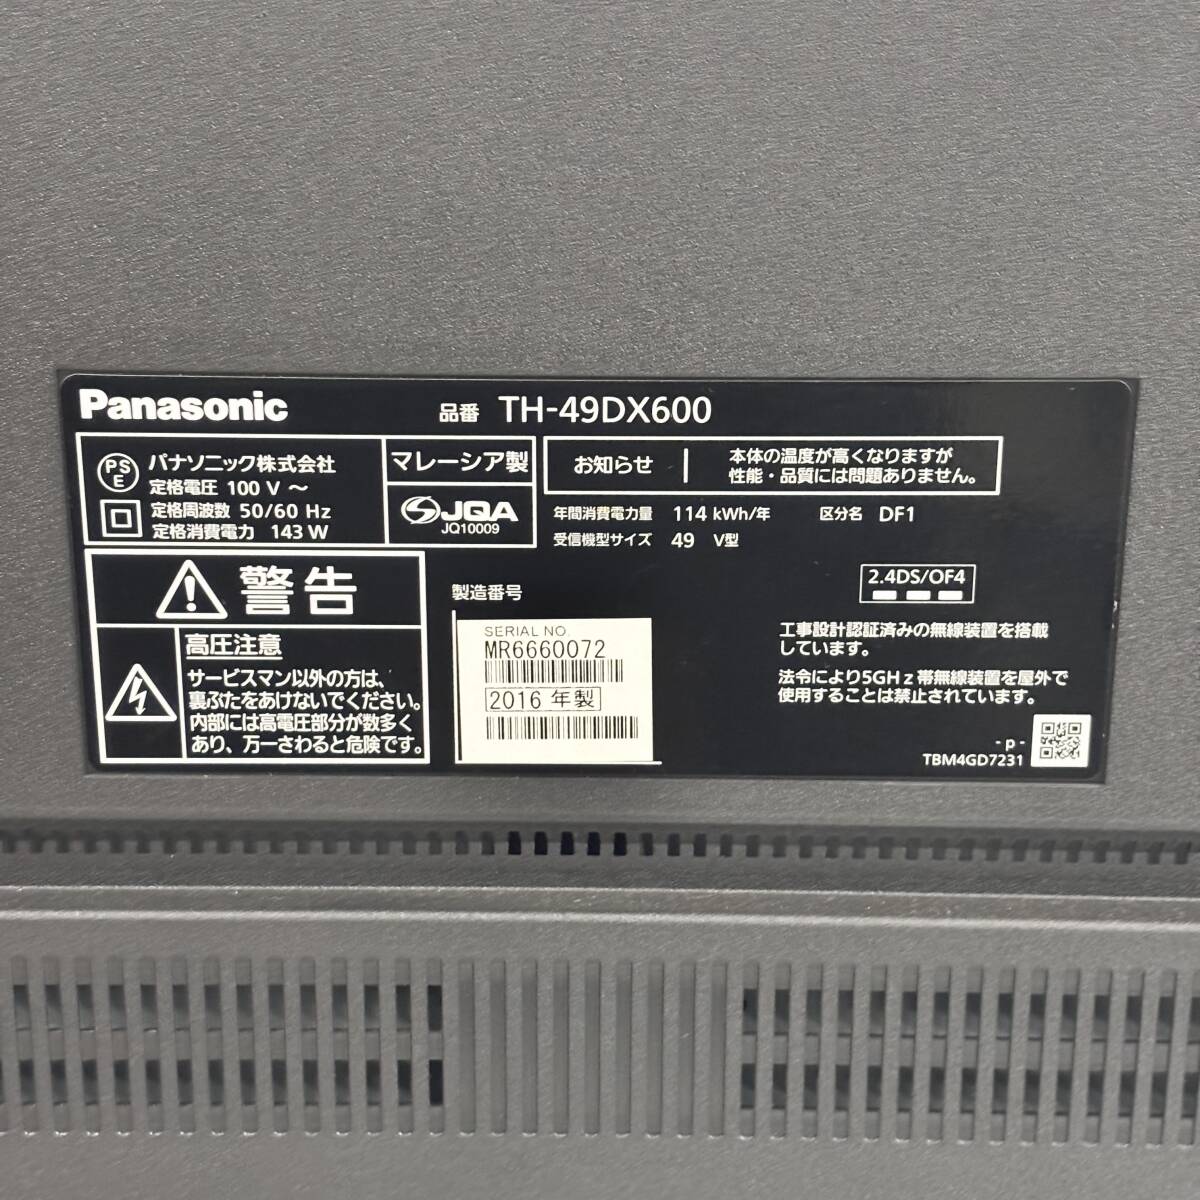 Panasonic
品番 TH-49DX600
PS
E
パナソニック株式会社
定格電圧 100 V ～
定格周波数 50/60 Hz
定格消費電力 143 W
マレーシア製
JQA
JQ10009
お知らせ
本体の温度が高くなりますが
性能・品質には問題ありません。
年間消費電力量 114 kWh/年 区分名 DF1
受信機型サイズ 49 V型
警告
高圧注意
サービスマン以外の方は、
裏ぶたをあけないでください。
内部には高電圧部分が数多く
あり、万一さわると危険です。
製造番号
SERIAL NO.
MR6660072
2016 年製
2.4DS/OF4
工事設計認証済みの無線装置を搭載
しています。
法令により5GHz帯無線装置を屋外で
使用することは禁止されています。
- p -
TBM4GD7231